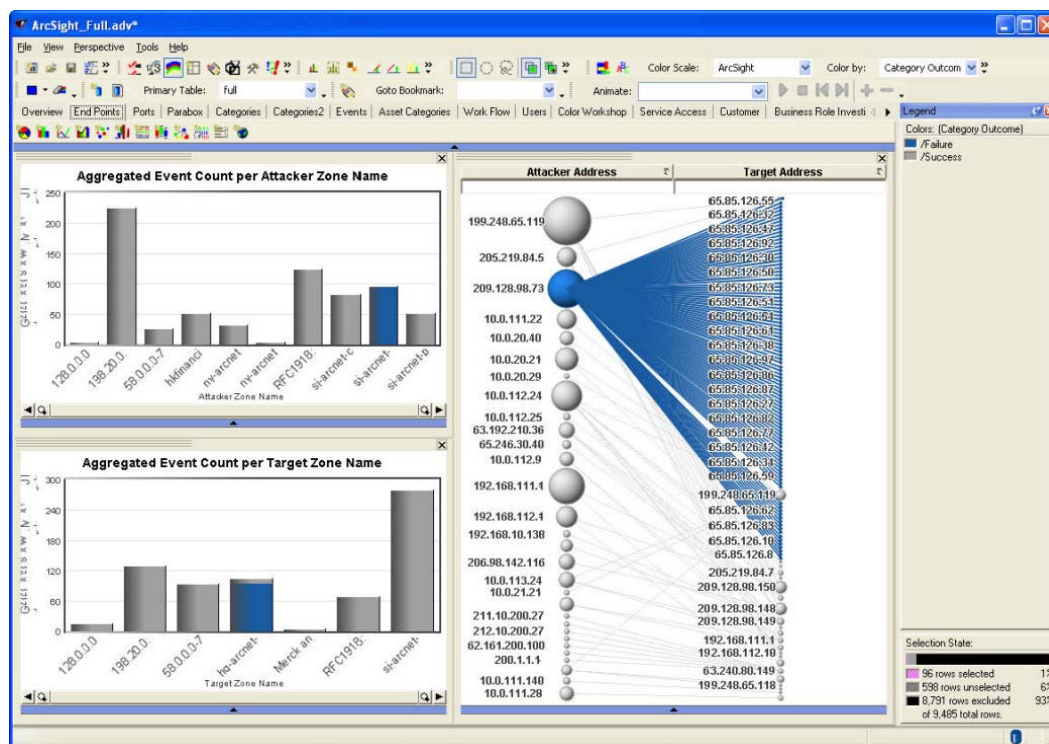 ArcSight_Full.adv*
File View Perspective Tools Help
Color Scale: ArcSight Color by: Category Outcom
Primary Table: full Goto Bookmark: Animate:
Overview End Points Ports Parabox Categories Categories2 Events Asset Categories Work Flow Users Color Workshop Service Access Customer Business Role Investi
Legend
Colors: (Category Outcome)
/Failure
/Success
Aggregated Event Count per Attacker Zone Name
250
200
150
100
50
0
128.0.0.0
198.20.0.
58.0.0.0-7
hkfinanci
nv-arcnet
nv-arcnet
RFC1918:
si-arcnet-c
si-arcnet-
si-arcnet-p
Attacker Zone Name
Aggregated Event Count per Target Zone Name
300
240
180
120
60
0
128.0.0.0
198.20.0.
58.0.0.0-7
hq-arcnet-
Merck an
RFC1918:
si-arcnet-
Target Zone Name
Attacker Address
199.248.65.119
205.219.84.5
209.128.98.73
10.0.111.22
10.0.20.40
10.0.20.21
10.0.20.29
10.0.112.24
10.0.112.25
63.192.210.36
65.246.30.40
10.0.112.9
192.168.111.1
192.168.112.1
192.168.10.138
206.98.142.116
10.0.113.24
10.0.21.21
211.10.200.27
212.10.200.27
62.161.200.100
200.1.1.1
10.0.111.140
10.0.111.28
Target Address
65.85.126.55
65.85.126.32
65.85.126.47
65.85.126.92
65.85.126.30
65.85.126.50
65.85.126.73
65.85.126.51
65.85.126.54
65.85.126.61
65.85.126.38
65.85.126.97
65.85.126.86
65.85.126.87
65.85.126.27
65.85.126.82
65.85.126.77
65.85.126.42
65.85.126.34
65.85.126.59
199.248.65.119
65.85.126.62
65.85.126.83
65.85.126.10
65.85.126.8
205.219.84.7
209.128.98.150
209.128.98.148
209.128.98.149
192.168.111.1
192.168.112.10
63.240.80.149
199.248.65.118
Selection State:
96 rows selected 1%
598 rows unselected 6%
8,791 rows excluded 93%
of 9,485 total rows.